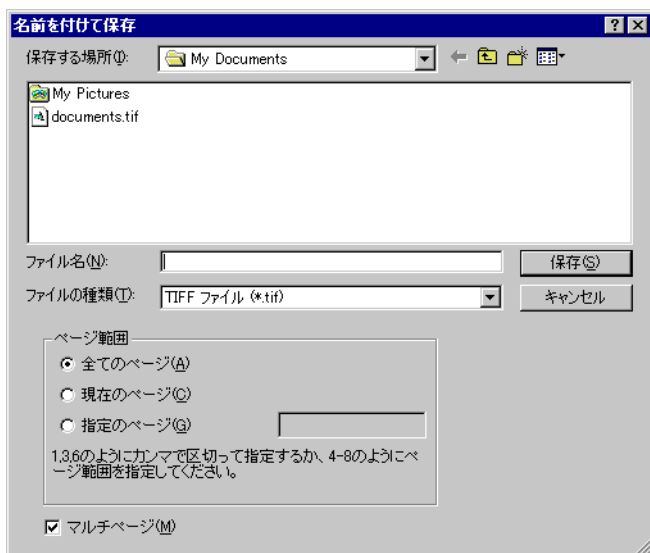 名前を付けて保存
保存する場所(I): My Documents
My Pictures
documents.tif
ファイル名(N): 保存(S)
ファイルの種類(T): TIFF ファイル (*.tif) キャンセル
ページ範囲
全てのページ(A)
現在のページ(C)
指定のページ(G)
1,3,6のようにカンマで区切って指定するか、4-8のようにペ
ージ範囲を指定してください。
マルチページ(M)